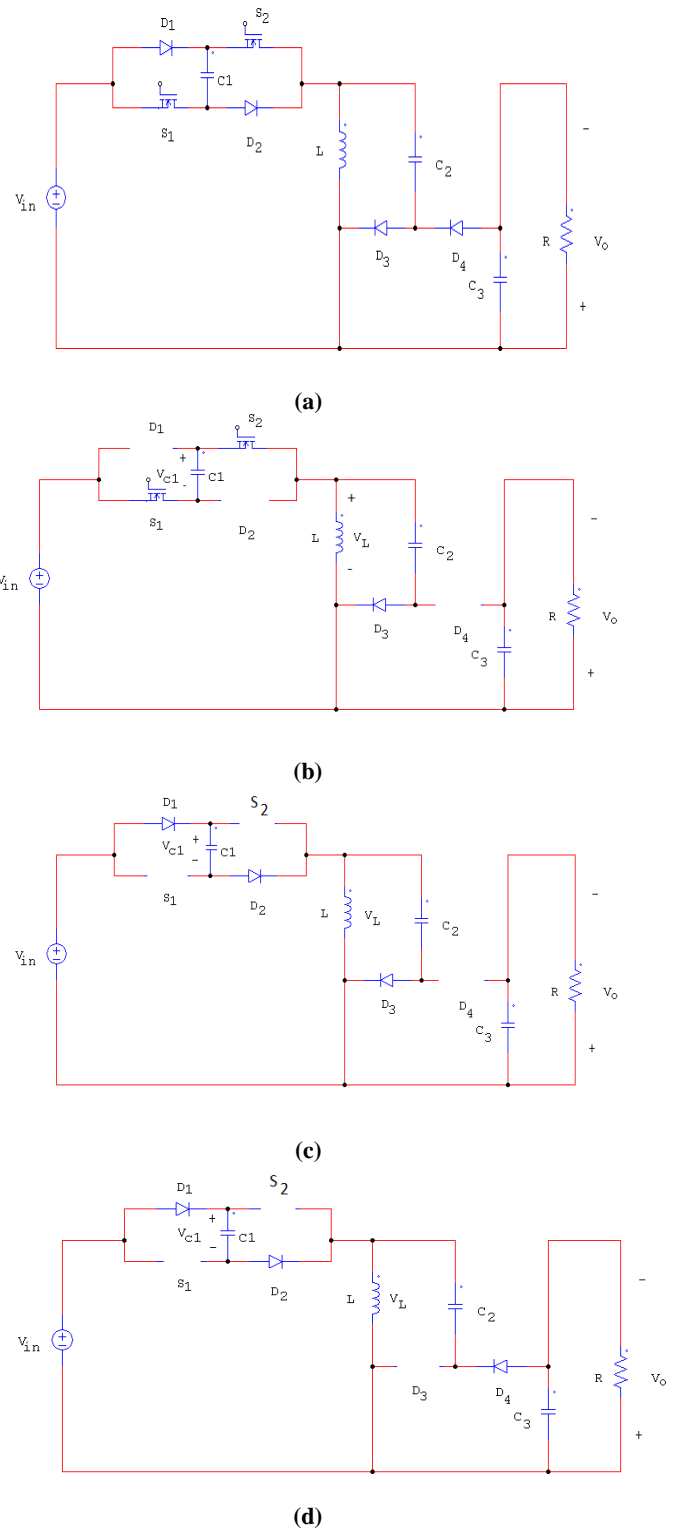 D1
S2
C1
S1
D2
L
C2
Vin
D3
D4
C3
R
Vo
-
+
(a)
D1
S2
+
Vc1
-
C1
S1
D2
+
L
VL
-
C2
Vin
D3
D4
C3
R
Vo
-
+
(b)
D1
S2
Vc1
+
-
C1
S1
D2
L
VL
C2
Vin
D3
D4
C3
R
Vo
-
+
(c)
D1
S2
Vc1
+
-
C1
S1
D2
L
VL
C2
Vin
D3
D4
C3
R
Vo
-
+
(d)